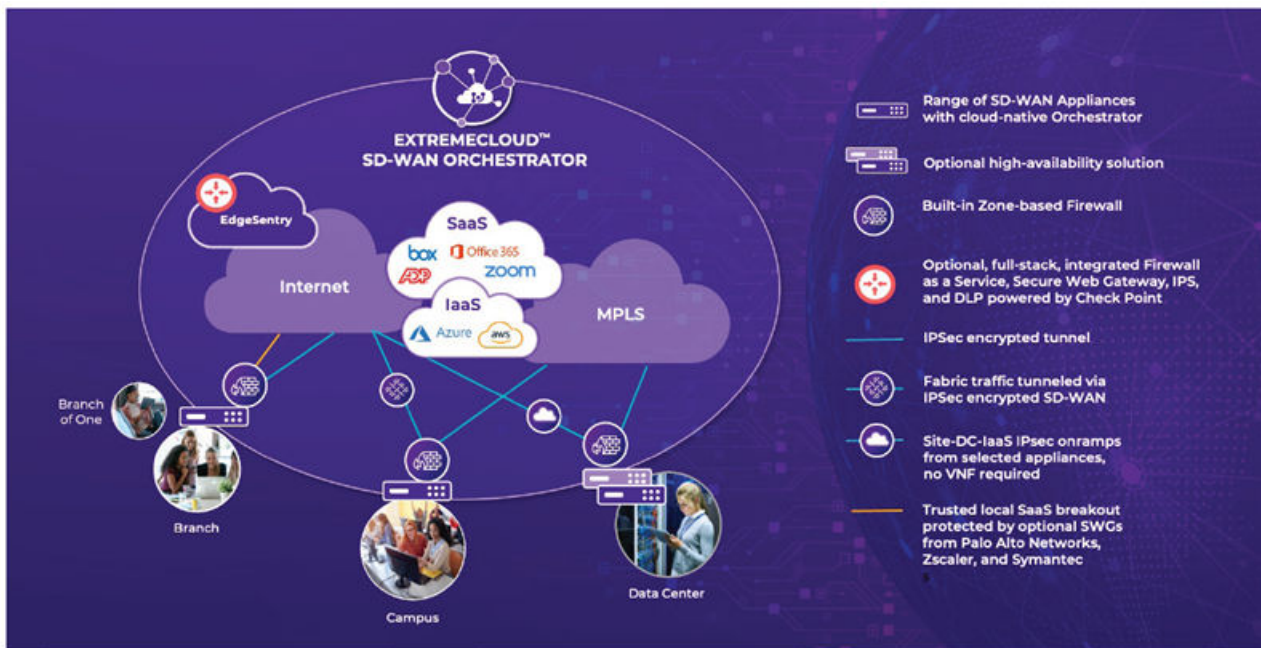 EXTREMECLOUD™
SD-WAN ORCHESTRATOR
EdgeSentry
SaaS
box
Office 365
ADP
zoom
Internet
IaaS
Azure
aws
MPLS
Branch
of One
Branch
Campus
Data Center
Range of SD-WAN Appliances
with cloud-native Orchestrator
Optional high-availability solution
Built-in Zone-based Firewall
Optional, full-stack, integrated Firewall
as a Service, Secure Web Gateway, IPS,
and DLP powered by Check Point
IPSec encrypted tunnel
Fabric traffic tunneled via
IPSec encrypted SD-WAN
Site-DC-IaaS IPsec onramps
from selected appliances,
no VNF required
Trusted local SaaS breakout
protected by optional SWGs
from Palo Alto Networks,
Zscaler, and Symantec